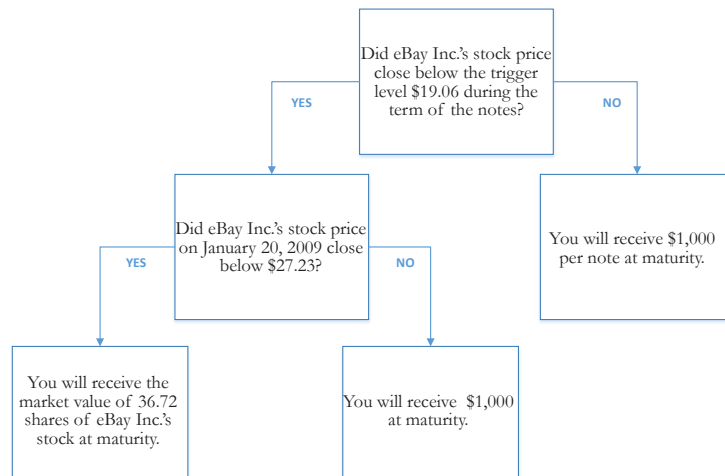 Did eBay Inc.'s stock price
close below the trigger
level $19.06 during the
term of the notes?
YES
NO
Did eBay Inc.'s stock price
on January 20, 2009 close
below $27.23?
You will receive $1,000
per note at maturity.
YES
NO
You will receive the
market value of 36.72
shares of eBay Inc.'s
stock at maturity.
You will receive $1,000
at maturity.